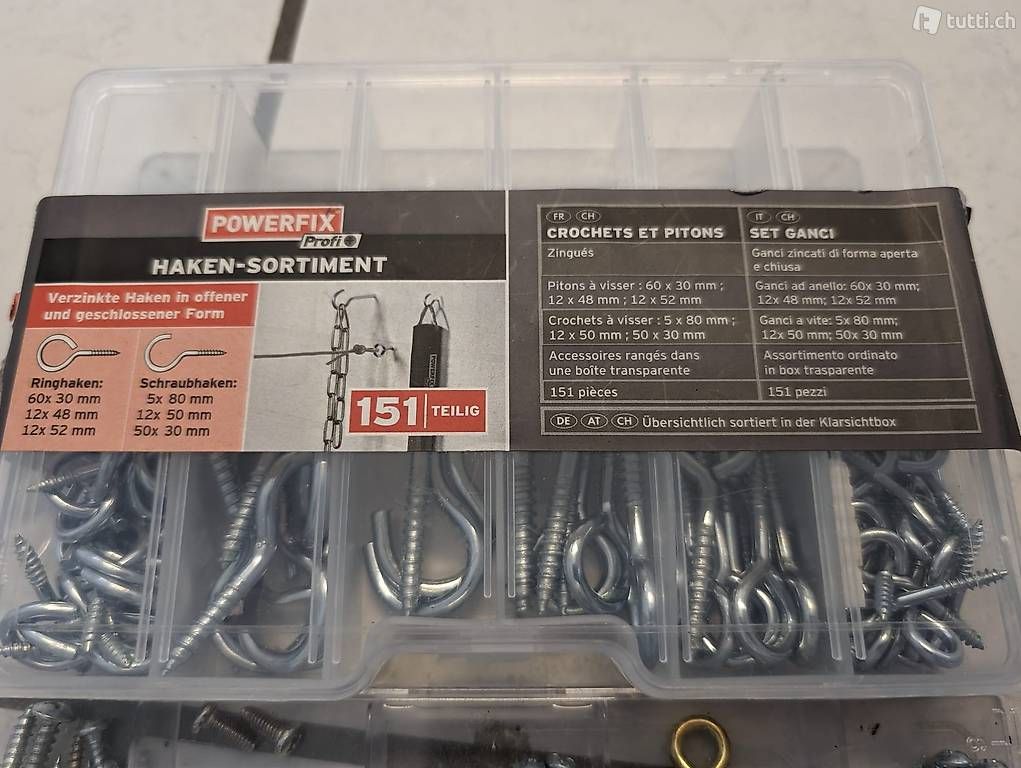 tutti.ch
POWERFIX
Profi
HAKEN-SORTIMENT
Verzinkte Haken in offener
und geschlossener Form
Ringhaken:
60x 30 mm
12x 48 mm
12x 52 mm
Schraubhaken:
5x 80 mm
12x 50 mm
50x 30 mm
151 TEILIG
FR CH
CROCHETS ET PITONS
Zingués
Pitons à visser : 60 x 30 mm ;
12 x 48 mm ; 12 x 52 mm
Crochets à visser : 5 x 80 mm ;
12 x 50 mm ; 50 x 30 mm
Accessoires rangés dans
une boîte transparente
151 pièces
IT CH
SET GANCI
Ganci zincati di forma aperta
e chiusa
Ganci ad anello: 60x 30 mm;
12x 48 mm; 12x 52 mm
Ganci a vite: 5x 80 mm;
12x 50 mm; 50x 30 mm
Assortimento ordinato
in box trasparente
151 pezzi
DE AT CH Übersichtlich sortiert in der Klarsichtbox